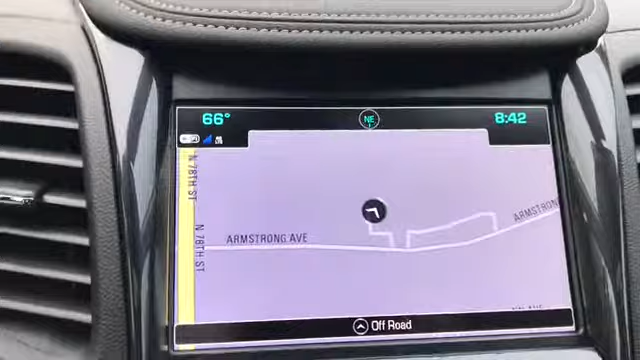 66°
NE
8:42
N 78TH ST
N 78TH ST
ARMSTRONG AVE
ARMSTRON
Off Road